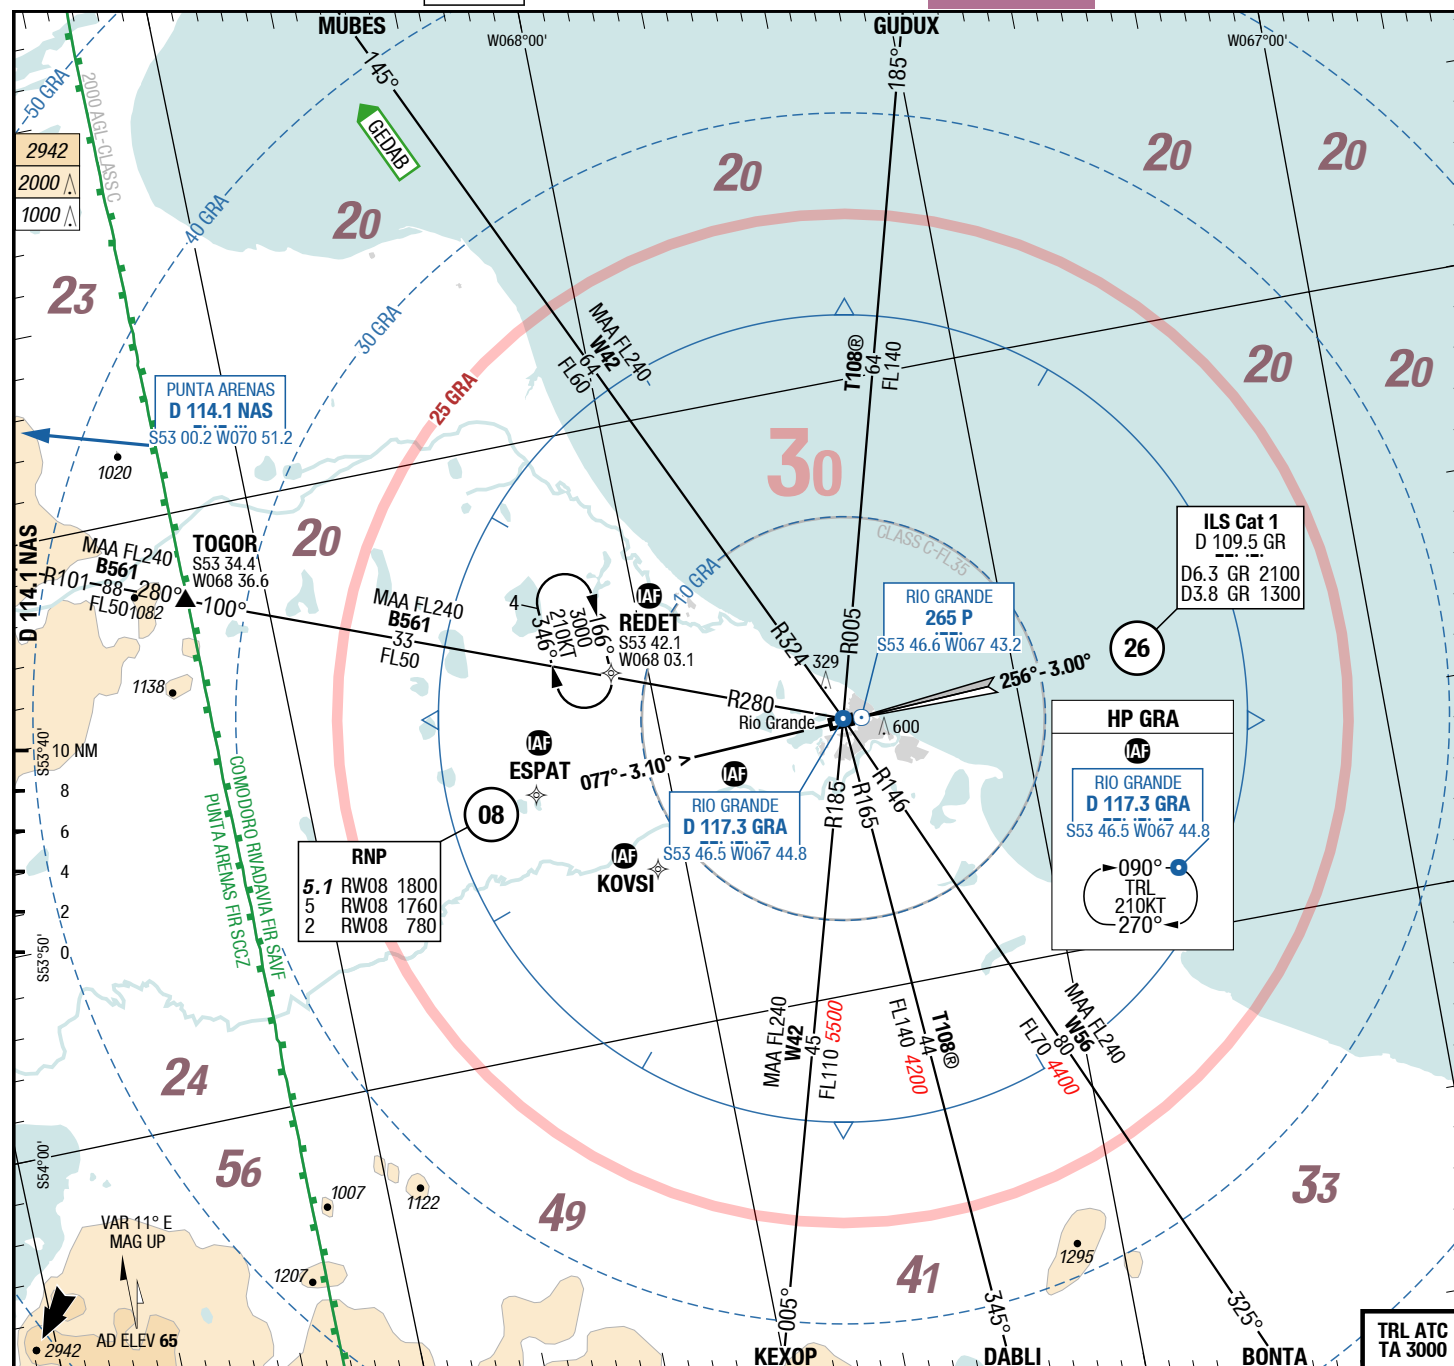 MUBES
GUDUX
W068°00'
W067°00'
145°
185°
50 GRA
2000 AGL-CLASS C
GEDAB
2942
2000
1000
40 GRA
20
20
20
20
23
30 GRA
25 GRA
MAA FL240
W42
64
FL60
T108®
64
FL140
20
20
PUNTA ARENAS
D 114.1 NAS
S53 00.2 W070 51.2
1020
30
CLASS C-FL35
ILS Cat 1
D 109.5 GR
D6.3 GR 2100
D3.8 GR 1300
D 114.1 NAS
MAA FL240
B561
R101-88-280°
FL50
1082
TOGOR
S53 34.4
W068 36.6
100°
20
MAA FL240
B561
33
FL50
4
346°
210KT
3000
166°
IAF
REDET
S53 42.1
W068 03.1
10 GRA
R324
R005
329
RIO GRANDE
265 P
S53 46.6 W067 43.2
26
256°-3.00°
1138
R280
Rio Grande
600
HP GRA
IAF
RIO GRANDE
D 117.3 GRA
S53 46.5 W067 44.8
090°
TRL
210KT
270°
S53°40'
10 NM
8
6
4
2
0
S53°50'
COMODORO RIVADAVIA FIR SAVF
PUNTA ARENAS FIR SCCZ
IAF
ESPAT
077°-3.10° >
08
IAF
RIO GRANDE
D 117.3 GRA
S53 46.5 W067 44.8
R185
R165
R146
RNP
5.1 RW08 1800
5 RW08 1760
2 RW08 780
IAF
KOVSI
MAA FL240
W42
45
FL110 5500
T108®
44
FL140 4200
MAA FL240
W56
80
FL70 4400
24
S54°00'
56
1007
1122
49
33
41
1295
VAR 11° E
MAG UP
1207
AD ELEV 65
2942
005°
345°
325°
KEXOP
DABLI
BONTA
TRL ATC
TA 3000